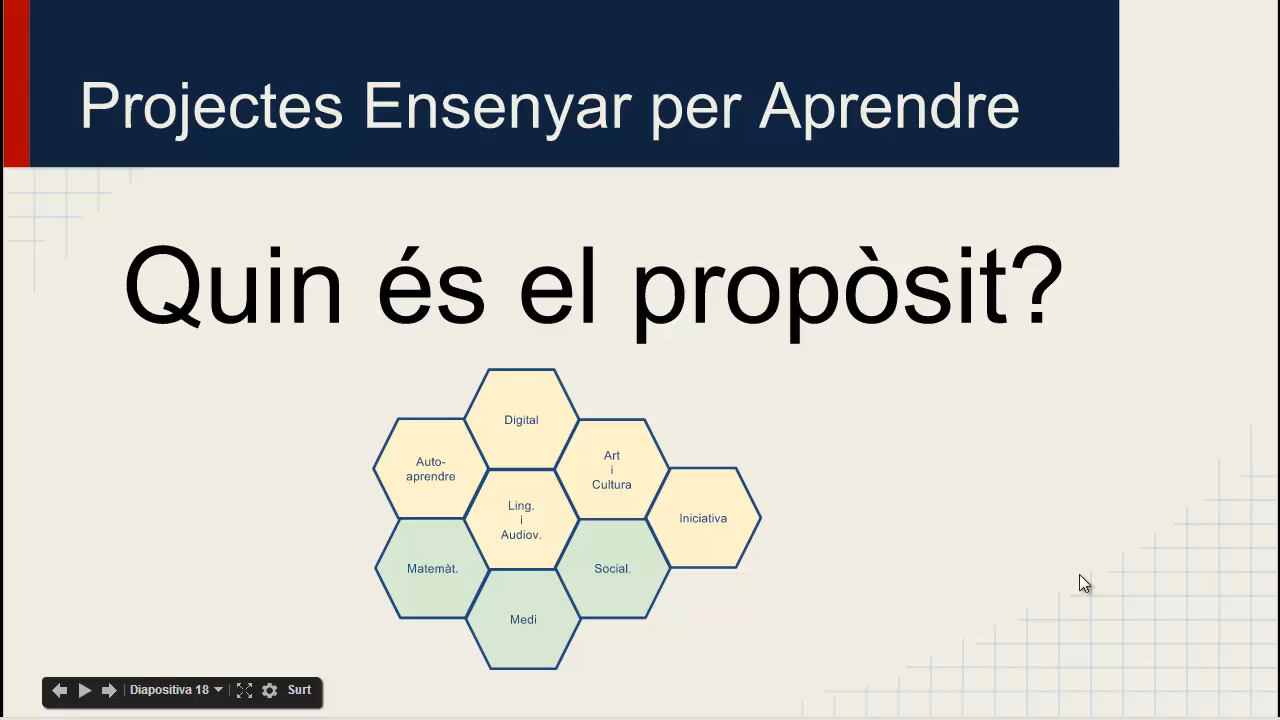 Projectes Ensenyar per Aprendre
Quin és el propòsit?
Digital
Auto-
aprendre
Art
i
Cultura
Ling.
i
Audiov.
Iniciativa
Matemàt.
Social.
Medi
Diapositiva 18
Surt